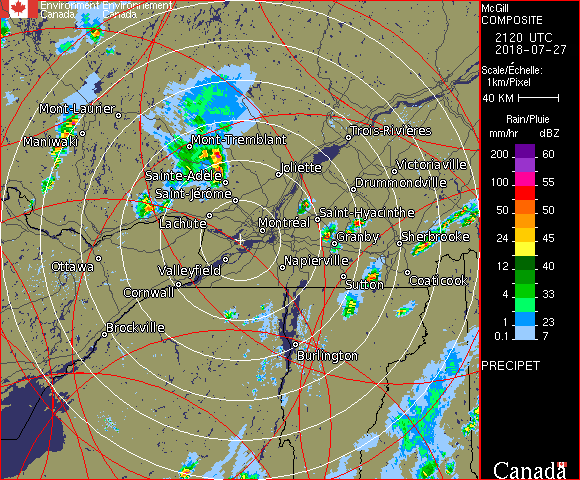 Environment Environnement
Canada Canada
McGill
COMPOSITE
2120 UTC
2018-07-27
Scale/Échelle:
1km/Pixel
40 KM
Rain/Pluie
mm/hr dBZ
200 60
150 57
100 55
50 50
24 45
12 40
4 33
1 23
0.1 7
PRECIPET
Canada
Mont-Laurier
Maniwaki
Mont-Tremblant
Trois-Rivières
Joliette
Victoriaville
Sainte-Adèle
Drummondville
Saint-Jérôme
Lachute
Saint-Hyacinthe
Montréal
Granby
Sherbrooke
Ottawa
Valleyfield
Napierville
Cornwall
Sutton
Coaticook
Brockville
Burlington